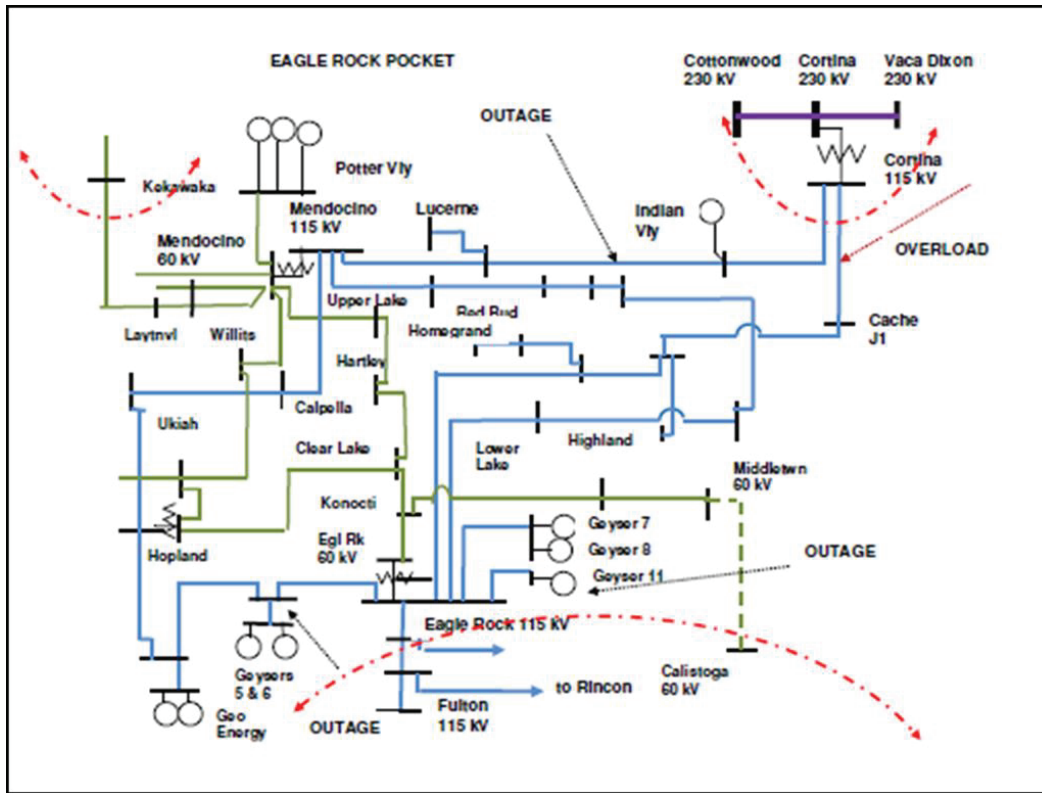 EAGLE ROCK POCKET
Cottonwood
230 kV
Cortina
230 kV
Vaca Dixon
230 kV
OUTAGE
Cortina
115 kV
Kekawaka
Potter Vly
Mendocino
115 kV
Lucerne
Indian
Vly
OVERLOAD
Mendocino
60 kV
Upper Lake
Red Bud
Homegrand
Cache
J1
Laytnvl
Willits
Hartley
Ukiah
Calpella
Clear Lake
Lower
Lake
Highland
Middletwn
60 kV
Konocti
Egl Rk
60 kV
Geyser 7
Geyser 8
Geyser 11
OUTAGE
Hopland
Eagle Rock 115 kV
Geysers
5 & 6
Geo
Energy
OUTAGE
Fulton
115 kV
to Rincon
Calistoga
60 kV